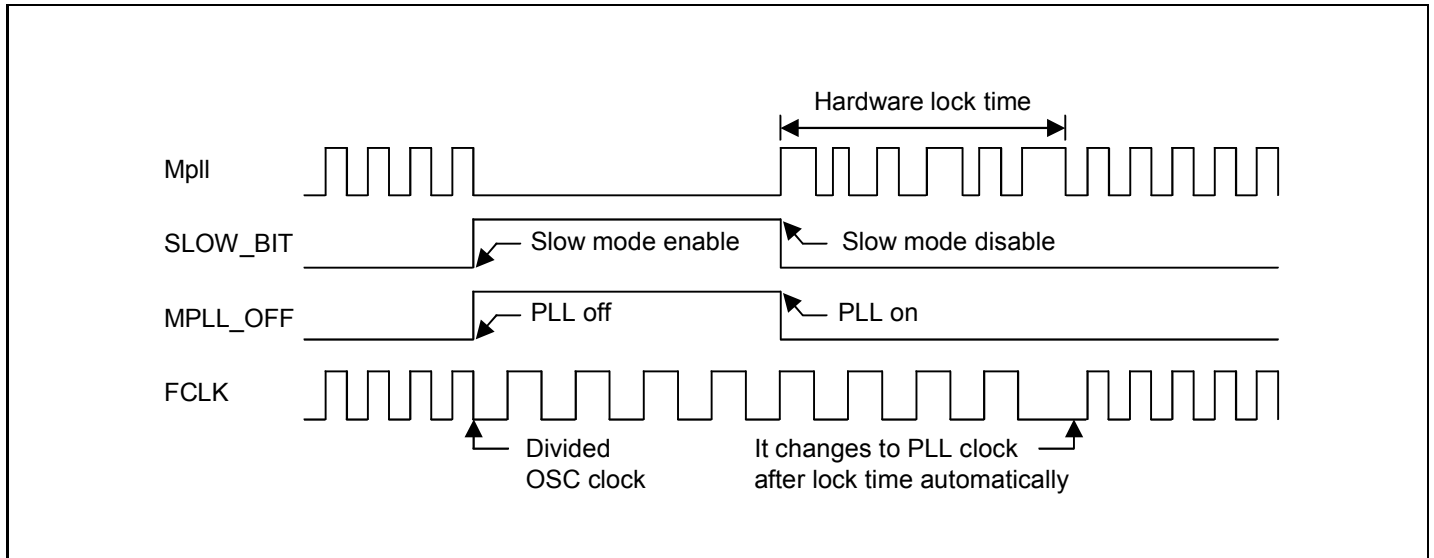 Hardware lock time
Mpll
SLOW_BIT
Slow mode enable
Slow mode disable
MPLL_OFF
PLL off
PLL on
FCLK
Divided
OSC clock
It changes to PLL clock
after lock time automatically